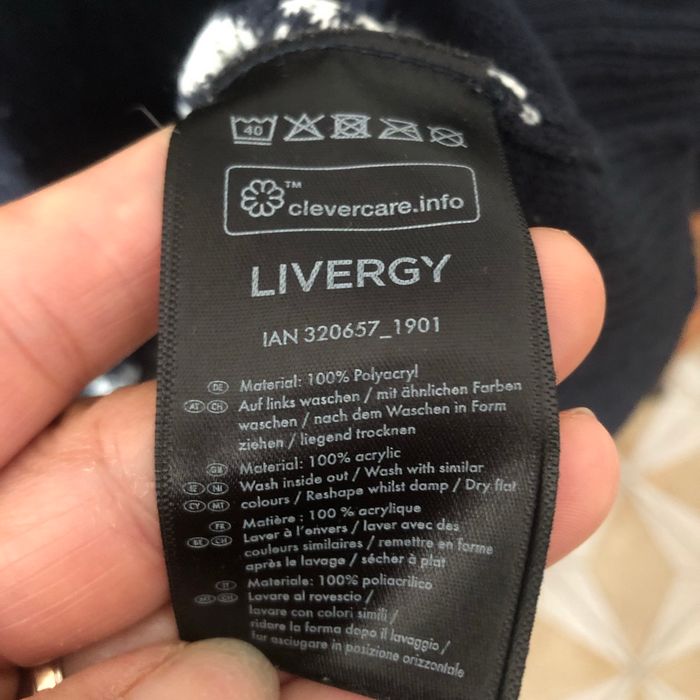 40
™
clevercare.info
LIVERGY
IAN 320657_1901
DE Material: 100% Polyacryl
AT CH Auf links waschen / mit ähnlichen Farben
waschen / nach dem Waschen in Form
ziehen / liegend trocknen
GB Material: 100% acrylic
IE NI Wash inside out / Wash with similar
CY MT colours / Reshape whilst damp / Dry flat
FR Matière : 100 % acrylique
BE CH Laver à l'envers / laver avec des
couleurs similaires / remettre en forme
après le lavage / sécher à plat
IT Materiale: 100% poliacrilico
CH Lavare al rovescio /
lavare con colori simili /
ridare la forma dopo il lavaggio /
far asciugare in posizione orizzontale